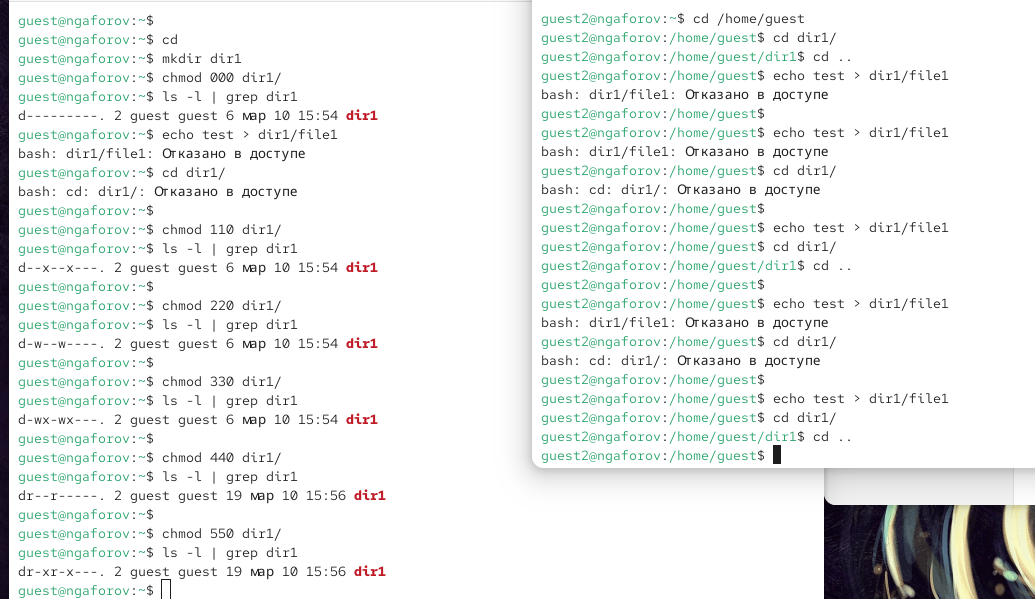 guest@ngaforov:~$
guest@ngaforov:~$ cd
guest@ngaforov:~$ mkdir dir1
guest@ngaforov:~$ chmod 000 dir1/
guest@ngaforov:~$ ls -l | grep dir1
d---------. 2 guest guest 6 мар 10 15:54 dir1
guest@ngaforov:~$ echo test > dir1/file1
bash: dir1/file1: Отказано в доступе
guest@ngaforov:~$ cd dir1/
bash: cd: dir1/: Отказано в доступе
guest@ngaforov:~$
guest@ngaforov:~$ chmod 110 dir1/
guest@ngaforov:~$ ls -l | grep dir1
d--x--x---. 2 guest guest 6 мар 10 15:54 dir1
guest@ngaforov:~$
guest@ngaforov:~$ chmod 220 dir1/
guest@ngaforov:~$ ls -l | grep dir1
d-w--w----. 2 guest guest 6 мар 10 15:54 dir1
guest@ngaforov:~$
guest@ngaforov:~$ chmod 330 dir1/
guest@ngaforov:~$ ls -l | grep dir1
d-wx-wx---. 2 guest guest 6 мар 10 15:54 dir1
guest@ngaforov:~$
guest@ngaforov:~$ chmod 440 dir1/
guest@ngaforov:~$ ls -l | grep dir1
dr--r-----. 2 guest guest 19 мар 10 15:56 dir1
guest@ngaforov:~$
guest@ngaforov:~$ chmod 550 dir1/
guest@ngaforov:~$ ls -l | grep dir1
dr-xr-x---. 2 guest guest 19 мар 10 15:56 dir1
guest@ngaforov:~$
guest2@ngaforov:~$ cd /home/guest
guest2@ngaforov:/home/guest$ cd dir1/
guest2@ngaforov:/home/guest/dir1$ cd ..
guest2@ngaforov:/home/guest$ echo test > dir1/file1
bash: dir1/file1: Отказано в доступе
guest2@ngaforov:/home/guest$
guest2@ngaforov:/home/guest$ echo test > dir1/file1
bash: dir1/file1: Отказано в доступе
guest2@ngaforov:/home/guest$ cd dir1/
bash: cd: dir1/: Отказано в доступе
guest2@ngaforov:/home/guest$
guest2@ngaforov:/home/guest$ echo test > dir1/file1
guest2@ngaforov:/home/guest$ cd dir1/
guest2@ngaforov:/home/guest/dir1$ cd ..
guest2@ngaforov:/home/guest$
guest2@ngaforov:/home/guest$ echo test > dir1/file1
bash: dir1/file1: Отказано в доступе
guest2@ngaforov:/home/guest$ cd dir1/
bash: cd: dir1/: Отказано в доступе
guest2@ngaforov:/home/guest$
guest2@ngaforov:/home/guest$ echo test > dir1/file1
guest2@ngaforov:/home/guest$ cd dir1/
guest2@ngaforov:/home/guest/dir1$ cd ..
guest2@ngaforov:/home/guest$